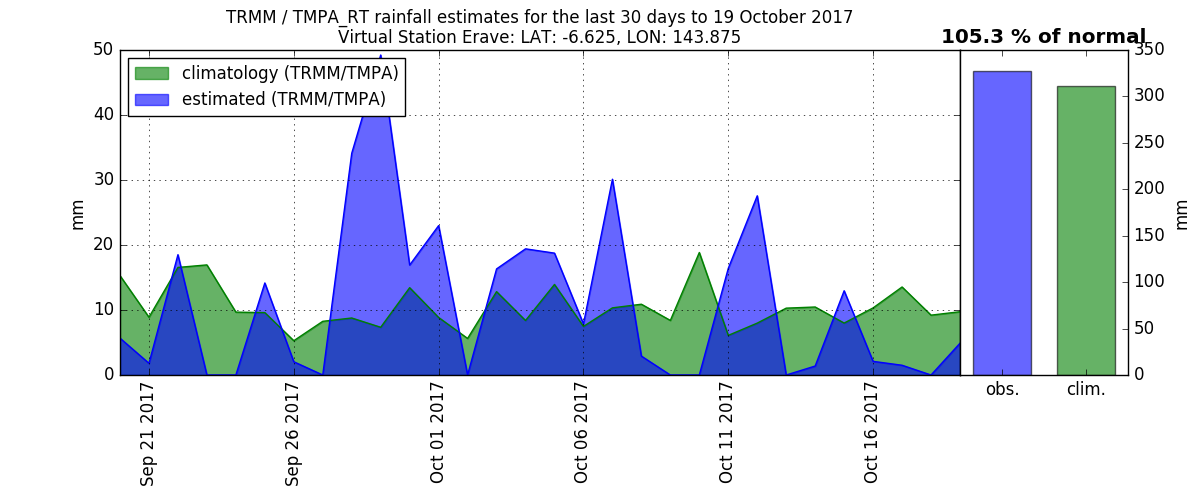 TRMM / TMPA_RT rainfall estimates for the last 30 days to 19 October 2017
Virtual Station Erave: LAT: -6.625, LON: 143.875
105.3 % of normal
climatology (TRMM/TMPA)
estimated (TRMM/TMPA)
mm
50
40
30
20
10
0
Sep 21 2017
Sep 26 2017
Oct 01 2017
Oct 06 2017
Oct 11 2017
Oct 16 2017
obs.
clim.
350
300
250
200
150
100
50
0
mm